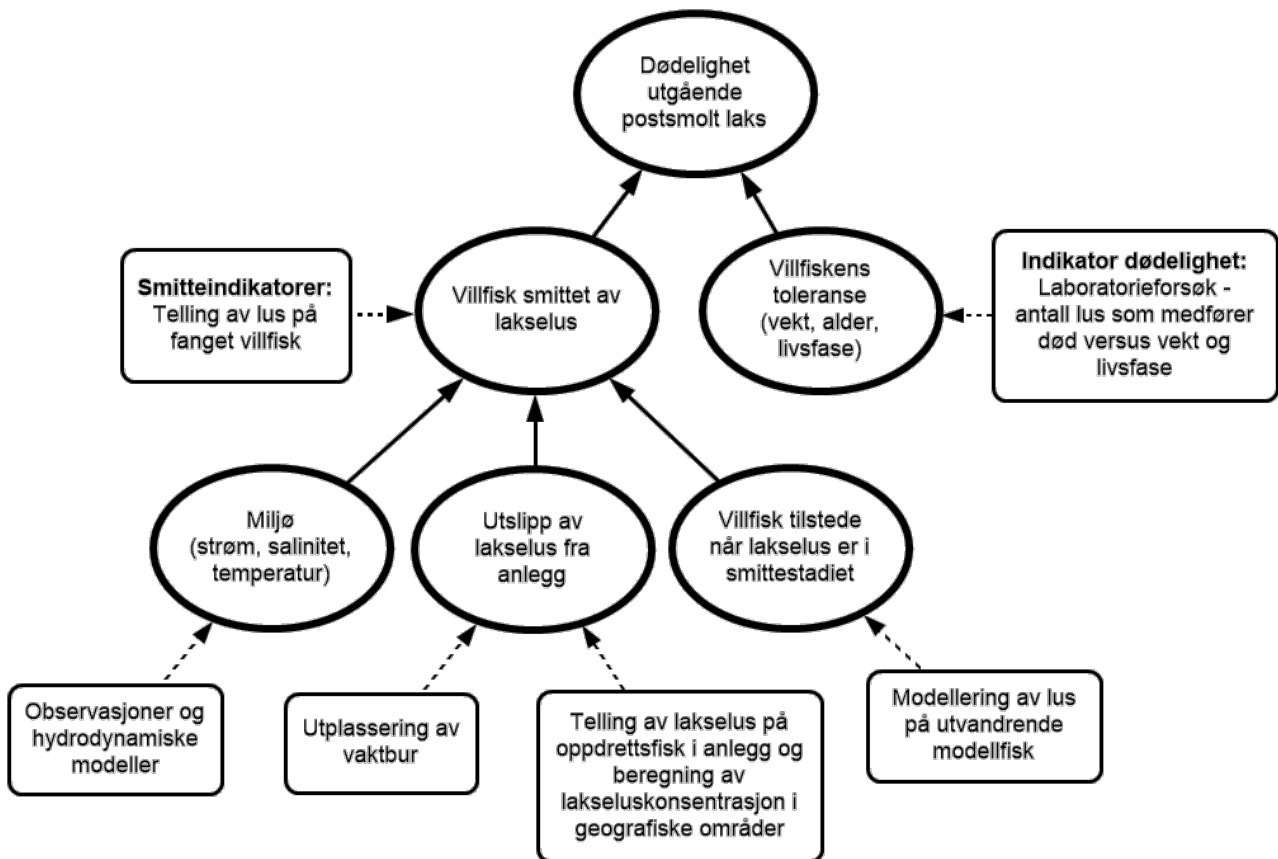 Dødelighet
utgående
postsmolt laks
Smitteindikatorer:
Telling av lus på
fanget villfisk
Villfisk smittet av
lakselus
Villfiskens
toleranse
(vekt, alder,
livsfase)
Indikator dødelighet:
Laboratorieforsøk -
antall lus som medfører
død versus vekt og
livsfase
Miljø
(strøm, salinitet,
temperatur)
Utslipp av
lakselus fra
anlegg
Villfisk tilstede
når lakselus er i
smittestadiet
Observasjoner og
hydrodynamiske
modeller
Utplassering av
vaktbur
Telling av lakselus på
oppdrettsfisk i anlegg og
beregning av
lakseluskonsentrasjon i
geografiske områder
Modellering av lus
på utvandrende
modellfisk